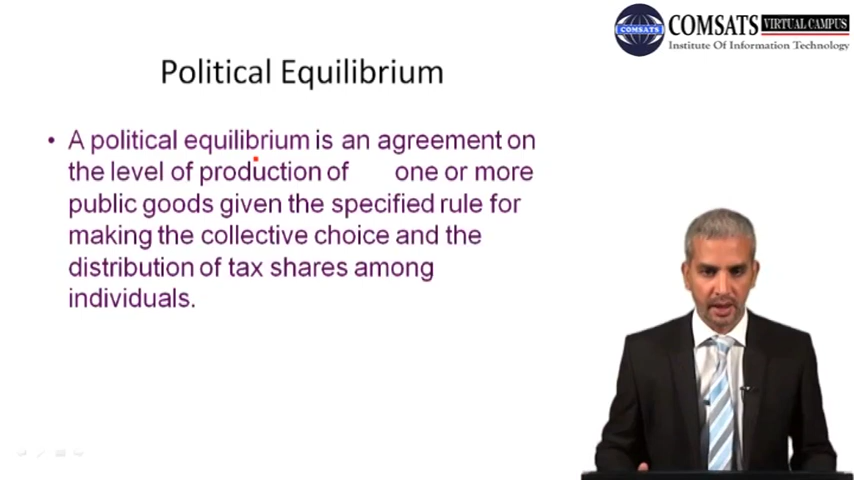 COMSATS VIRTUAL CAMPUS
Institute Of Information Technology
COMSATS
Political Equilibrium
• A political equilibrium is an agreement on
the level of production of one or more
public goods given the specified rule for
making the collective choice and the
distribution of tax shares among
individuals.